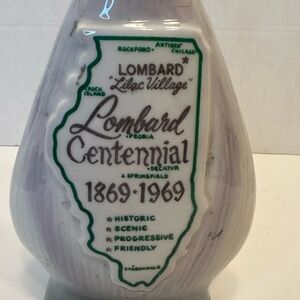 ROCKFORD • ANTIOCH •
CHICAGO
LOMBARD
"Lilac Village"
ROCK
ISLAND
Lombard
• PEORIA
Centennial
• DECATUR
SPRINGFIELD
1869 • 1969
HISTORIC
SCENIC
PROGRESSIVE
FRIENDLY
CARBONDALE